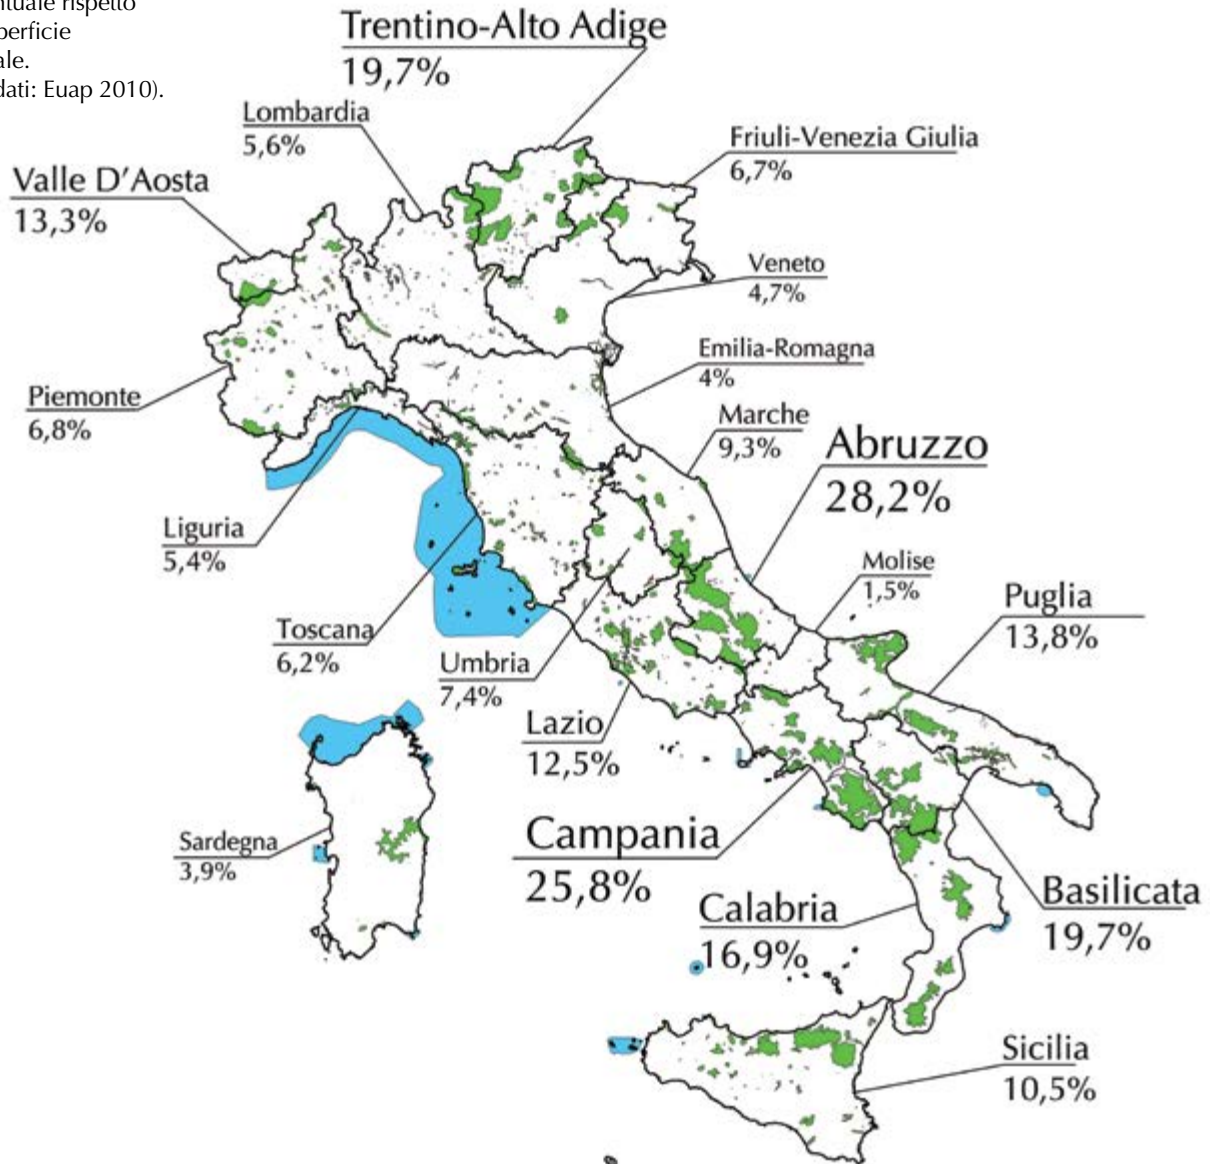 rispetto
dati: Euap 2010).
Trentino-Alto Adige
19,7%
Lombardia
5,6%
Friuli-Venezia Giulia
6,7%
Valle D'Aosta
13,3%
Veneto
4,7%
Emilia-Romagna
4%
Piemonte
6,8%
Marche
9,3%
Abruzzo
28,2%
Liguria
5,4%
Molise
1,5%
Puglia
13,8%
Toscana
6,2%
Umbria
7,4%
Lazio
12,5%
Campania
25,8%
Sardegna
3,9%
Basilicata
19,7%
Calabria
16,9%
Sicilia
10,5%